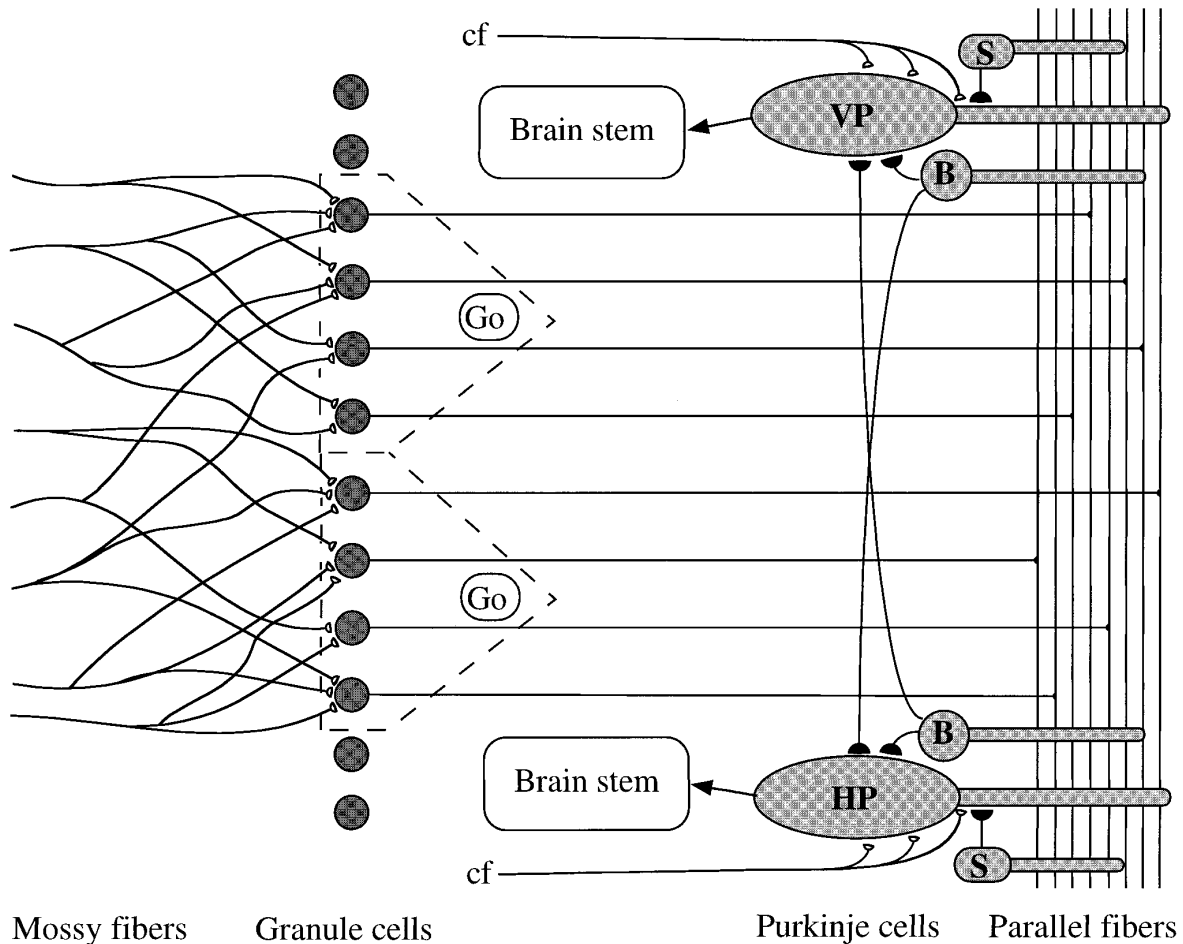 cf
S
VP
Brain stem
B
Go
Go
B
Brain stem
HP
cf
S
Mossy fibers
Granule cells
Purkinje cells
Parallel fibers